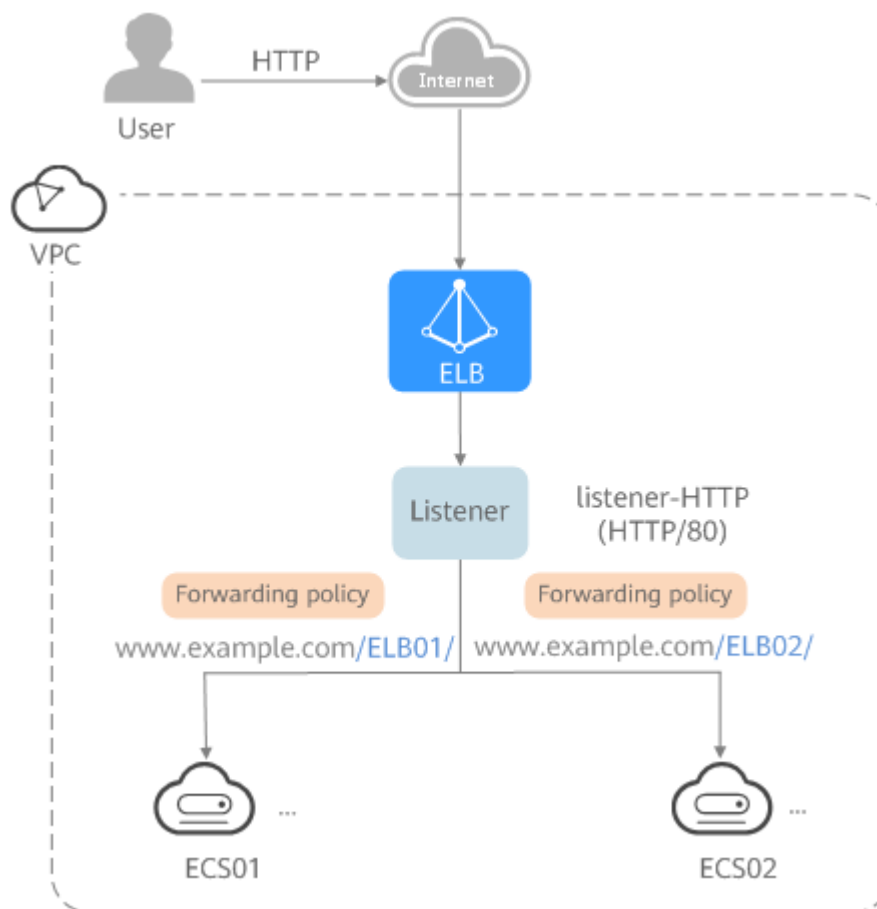 HTTP
Internet
User
VPC
ELB
Listener
listener-HTTP
(HTTP/80)
Forwarding policy
Forwarding policy
www.example.com/ELB01/
www.example.com/ELB02/
...
...
ECS01
ECS02